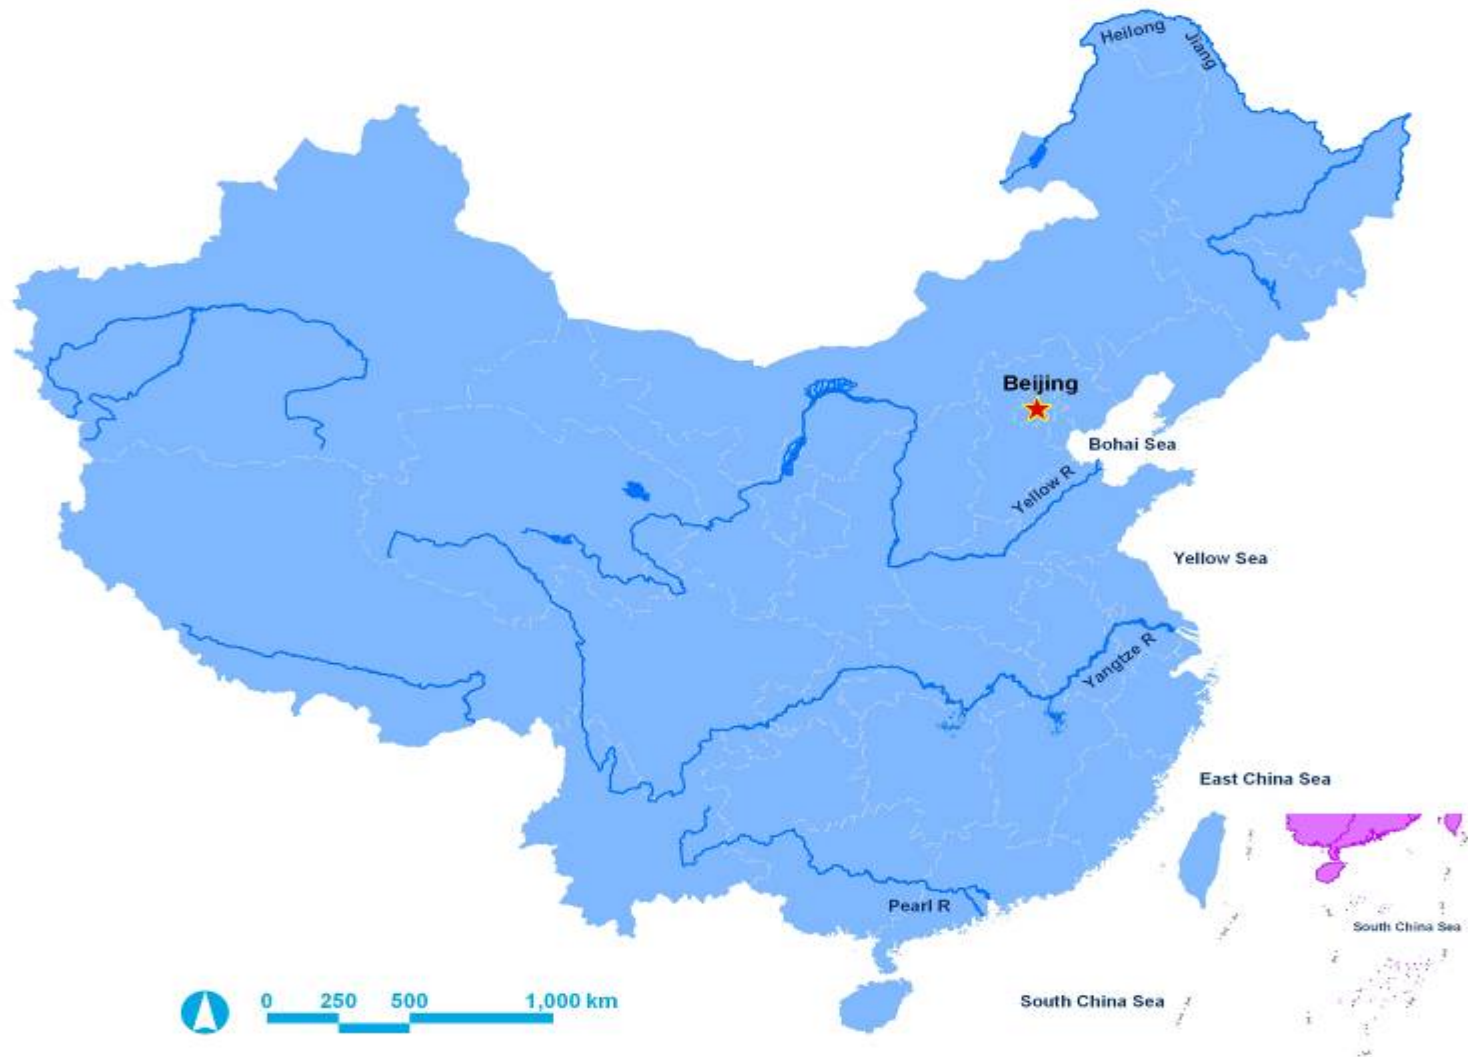 Heilong Jiang
Beijing
Bohai Sea
Yellow R
Yellow Sea
Yangtze R
East China Sea
Pearl R
South China Sea
South China Sea
0 250 500 1,000 km